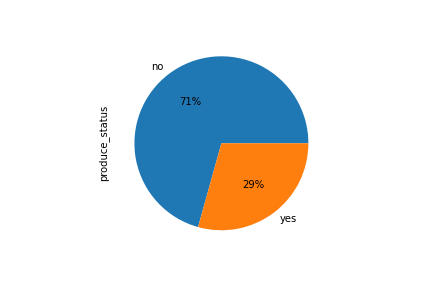 no
71%
produce_status
29%
yes